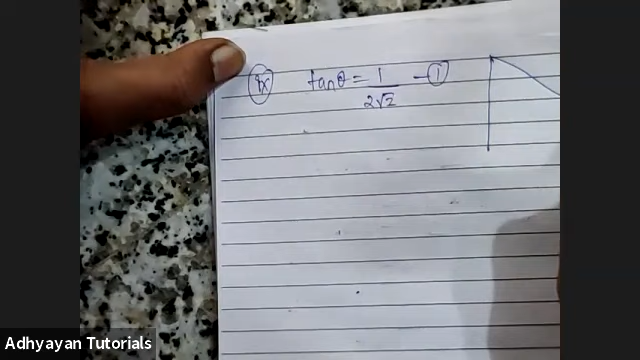 ix tanθ = 1/2√2 - 1
Adhyayan Tutorials